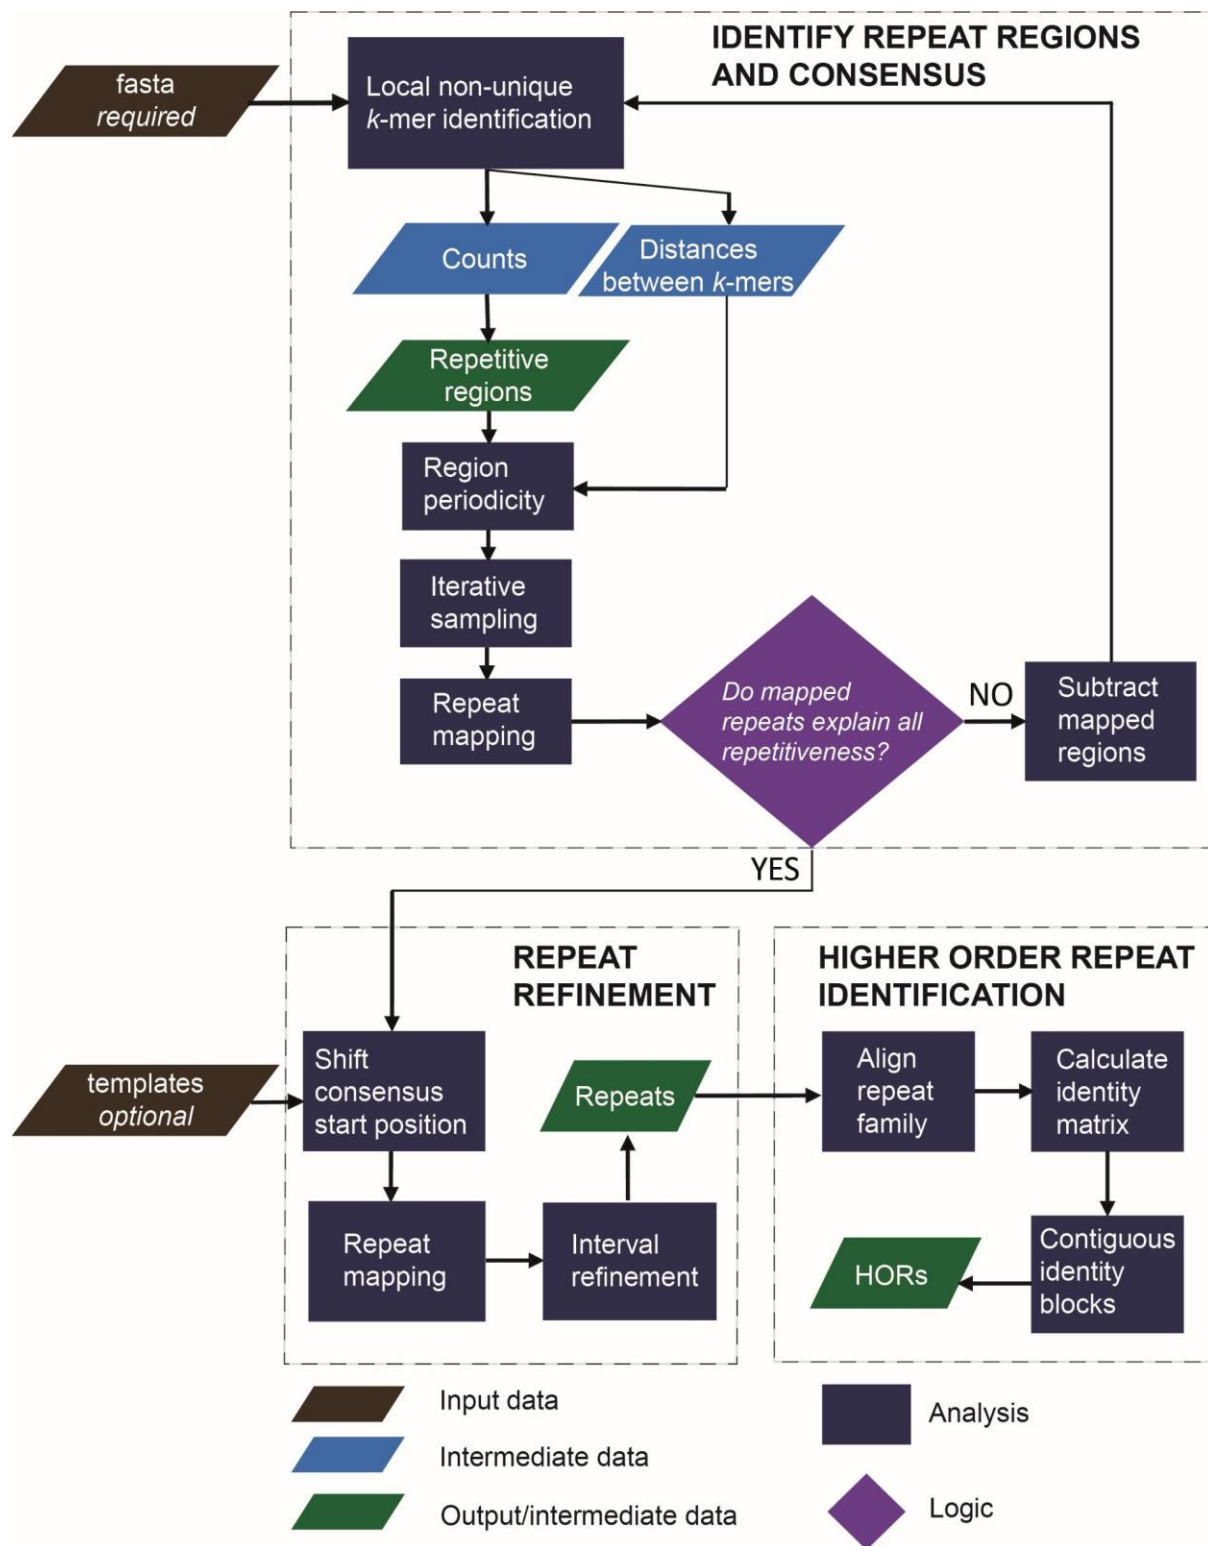 IDENTIFY REPEAT REGIONS
AND CONSENSUS
fasta
required
Local non-unique
k-mer identification
Counts
Distances
between k-mers
Repetitive
regions
Region
periodicity
Iterative
sampling
Repeat
mapping
Do mapped
repeats explain all
repetitiveness?
NO
Subtract
mapped
regions
YES
REPEAT
REFINEMENT
templates
optional
Shift
consensus
start position
Repeats
Repeat
mapping
Interval
refinement
HIGHER ORDER REPEAT
IDENTIFICATION
Align
repeat
family
Calculate
identity
matrix
HORs
Contiguous
identity
blocks
Input data
Intermediate data
Output/intermediate data
Analysis
Logic